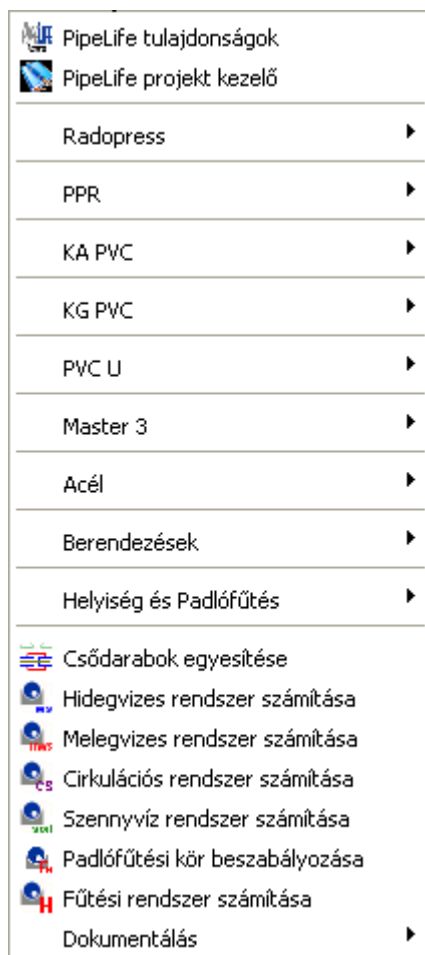 PipeLife tulajdonságok
PipeLife projekt kezelő
Radopress
PPR
KA PVC
KG PVC
PVC U
Master 3
Acél
Berendezések
Helyiség és Padlófűtés
Csődarabok egyesítése
Hidegvizes rendszer számítása
Melegvizes rendszer számítása
Cirkulációs rendszer számítása
Szennyvíz rendszer számítása
Padlófűtési kör beszabályozása
Fűtési rendszer számítása
Dokumentálás